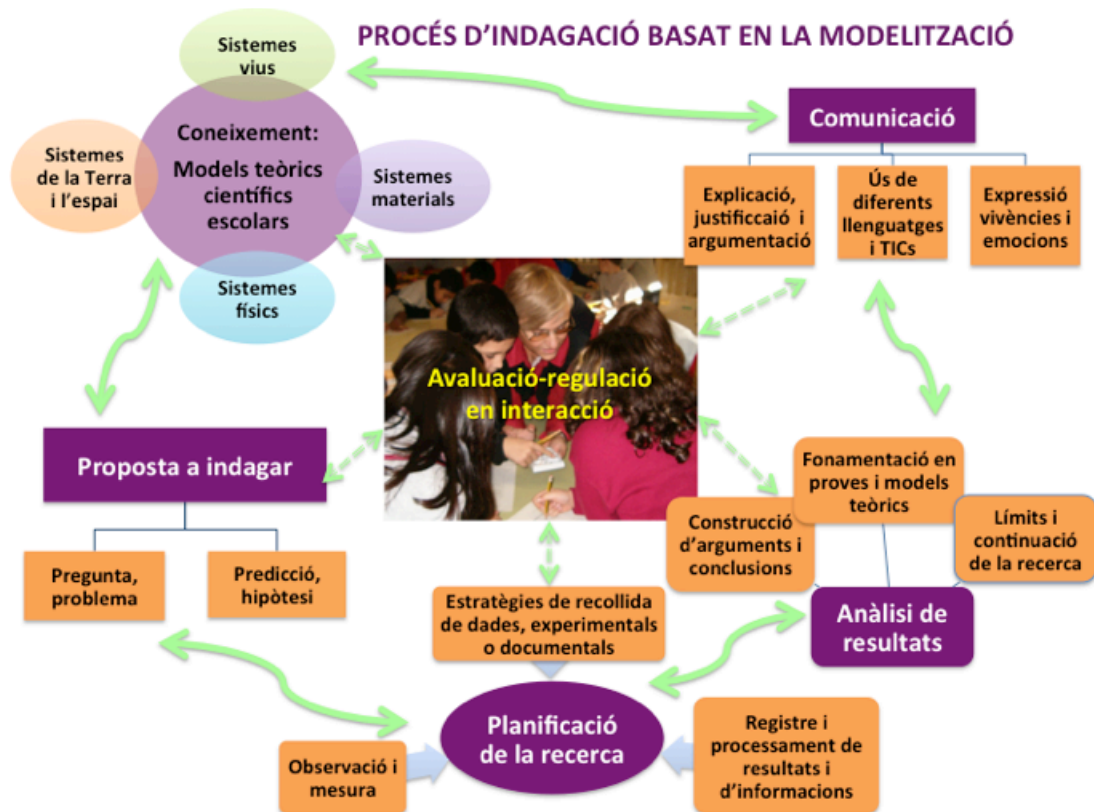 PROCÉS D'INDAGACIÓ BASAT EN LA MODELITZACIÓ
Sistemes
vius
Coneixement:
Models teòrics
científics
escolars
Sistemes
de la Terra
i l'espai
Sistemes
materials
Sistemes
físics
Comunicació
Explicació,
justificcaió i
argumentació
Ús de
diferents
llenguatges
i TICs
Expressió
vivències i
emocions
Avaluació-regulació
en interacció
Proposta a indagar
Pregunta,
problema
Predicció,
hipòtesi
Fonamentació en
proves i models
teòrics
Construcció
d'arguments i
conclusions
Límits i
continuació
de la recerca
Anàlisi de
resultats
Estratègies de recollida
de dades, experimentals
o documentals
Planificació
de la recerca
Observació i
mesura
Registre i
processament de
resultats i
d'informacions